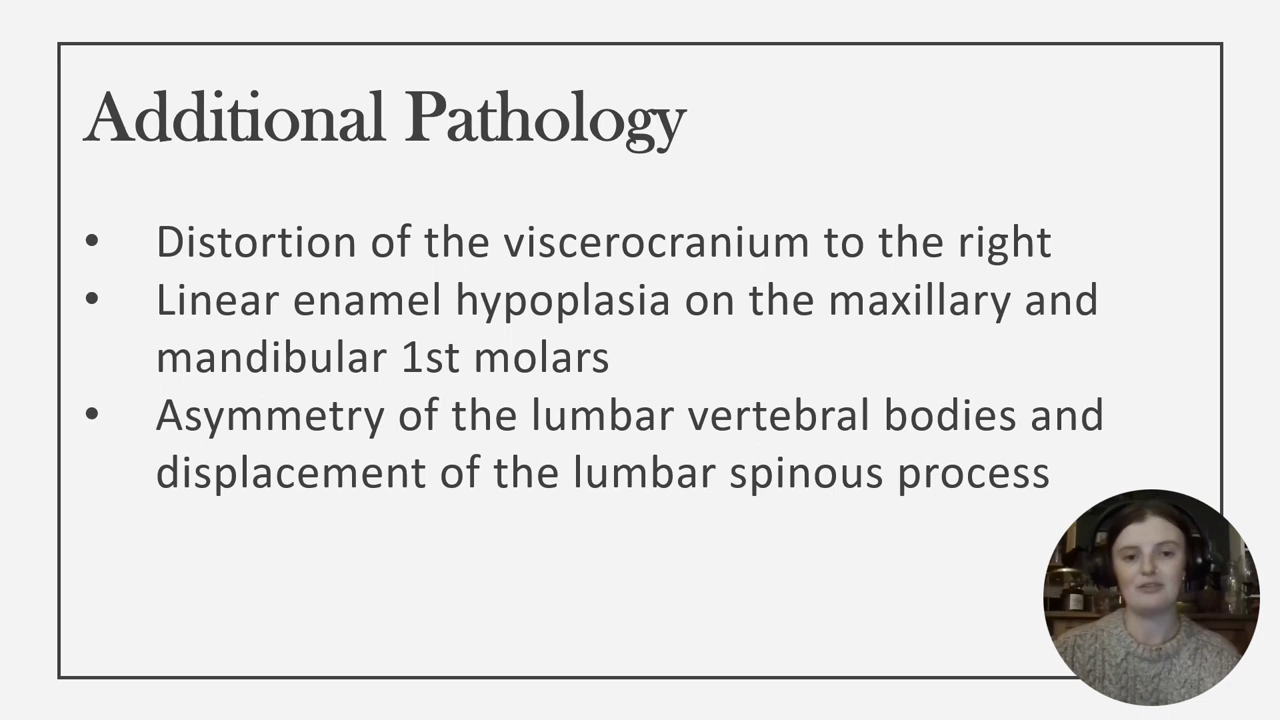 Additional Pathology
• Distortion of the viscerocranium to the right
• Linear enamel hypoplasia on the maxillary and
mandibular 1st molars
• Asymmetry of the lumbar vertebral bodies and
displacement of the lumbar spinous process